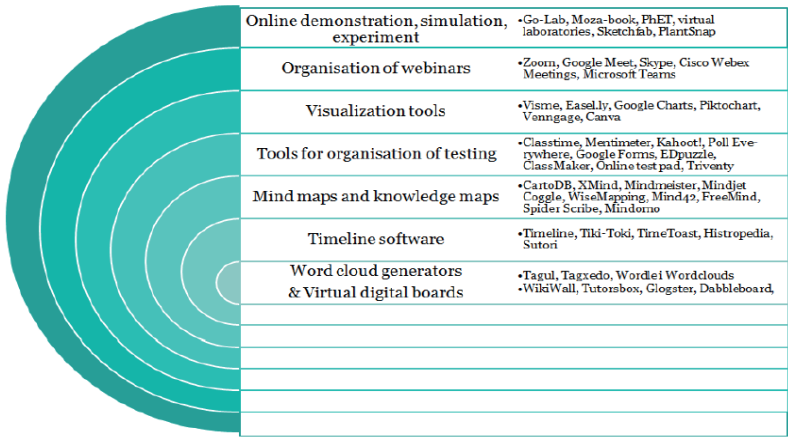 Online demonstration, simulation,
experiment
•Go-Lab, Moza-book, PhET, virtual
laboratories, Sketchfab, PlantSnap
Organisation of webinars
•Zoom, Google Meet, Skype, Cisco Webex
Meetings, Microsoft Teams
Visualization tools
•Visme, Easel.ly, Google Charts, Piktochart,
Venngage, Canva
Tools for organisation of testing
•Classtime, Mentimeter, Kahoot!, Poll Eve-
rywhere, Google Forms, EDpuzzle,
ClassMaker, Online test pad, Triventy
Mind maps and knowledge maps
•CartoDB, XMind, Mindmeister, Mindjet
Coggle, WiseMapping, Mind42, FreeMind,
Spider Scribe, Mindomo
Timeline software
•Timeline, Tiki-Toki, TimeToast, Histropedia,
Sutori
Word cloud generators
& Virtual digital boards
•Tagul, Tagxedo, Wordle i Wordclouds
•WikiWall, Tutorsbox, Glogster, Dabbleboard,